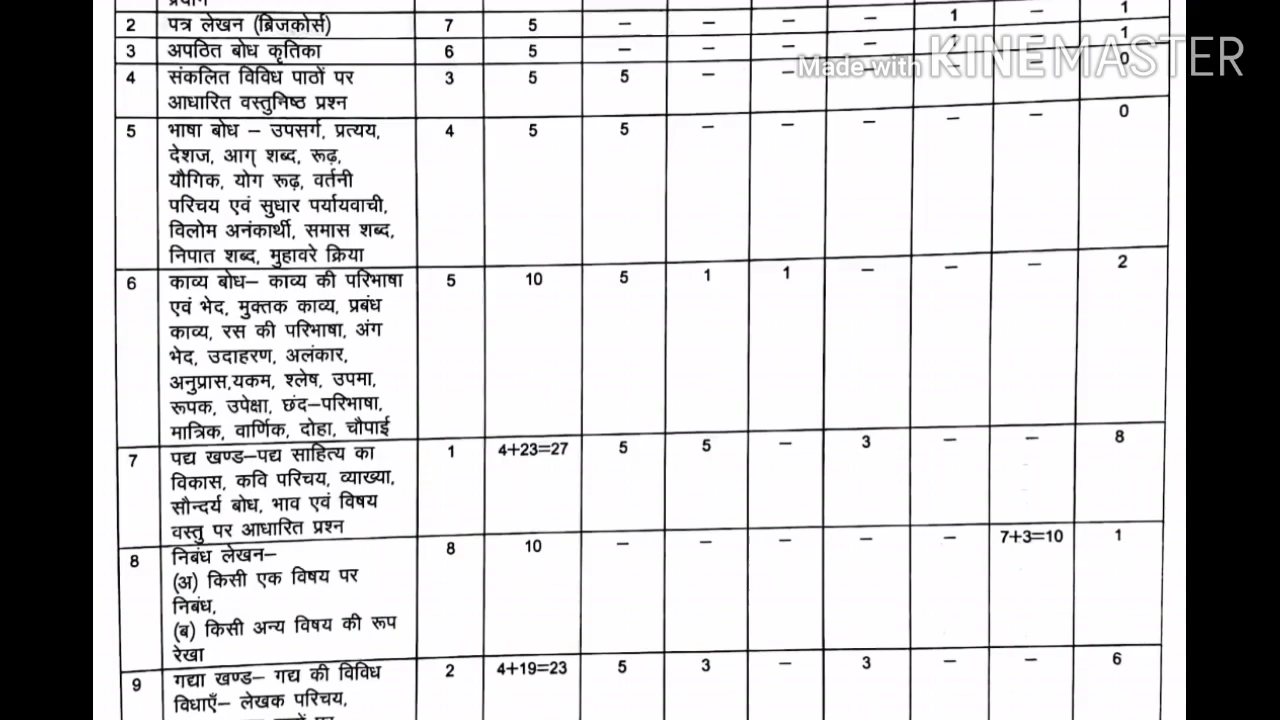 2 पत्र लेखन (ब्रिजकोर्स) 7 5 – – – – 1 – 1
3 अपठित बोध कृतिका 6 5 – – – – 1 – 1
Made with KINEMASTER
4 संकलित विविध पाठों पर 3 5 5 – – – – – 0
आधारित वस्तुनिष्ठ प्रश्न
5 भाषा बोध – उपसर्ग, प्रत्यय, 4 5 5 – – – – – 0
देशज, आग् शब्द, रूढ़,
यौगिक, योग रूढ़, वर्तनी
परिचय एवं सुधार पर्यायवाची,
विलोम अनंकार्थी, समास शब्द,
निपात शब्द, मुहावरे क्रिया
6 काव्य बोध– काव्य की परिभाषा 5 10 5 1 1 – – – 2
एवं भेद, मुक्तक काव्य, प्रबंध
काव्य, रस की परिभाषा, अंग
भेद, उदाहरण, अलंकार,
अनुप्रास,यकम, श्लेष, उपमा,
रूपक, उपेक्षा, छंद–परिभाषा,
मात्रिक, वार्णिक, दोहा, चौपाई
7 पद्य खण्ड–पद्य साहित्य का 1 4+23=27 5 5 – 3 – – 8
विकास, कवि परिचय, व्याख्या,
सौन्दर्य बोध, भाव एवं विषय
वस्तु पर आधारित प्रश्न
8 निबंध लेखन– 8 10 – – – – – 7+3=10 1
(अ) किसी एक विषय पर
निबंध,
(ब) किसी अन्य विषय की रूप
रेखा
9 गद्या खण्ड– गद्य की विविध 2 4+19=23 5 3 – 3 – – 6
विधाएँ– लेखक परिचय,